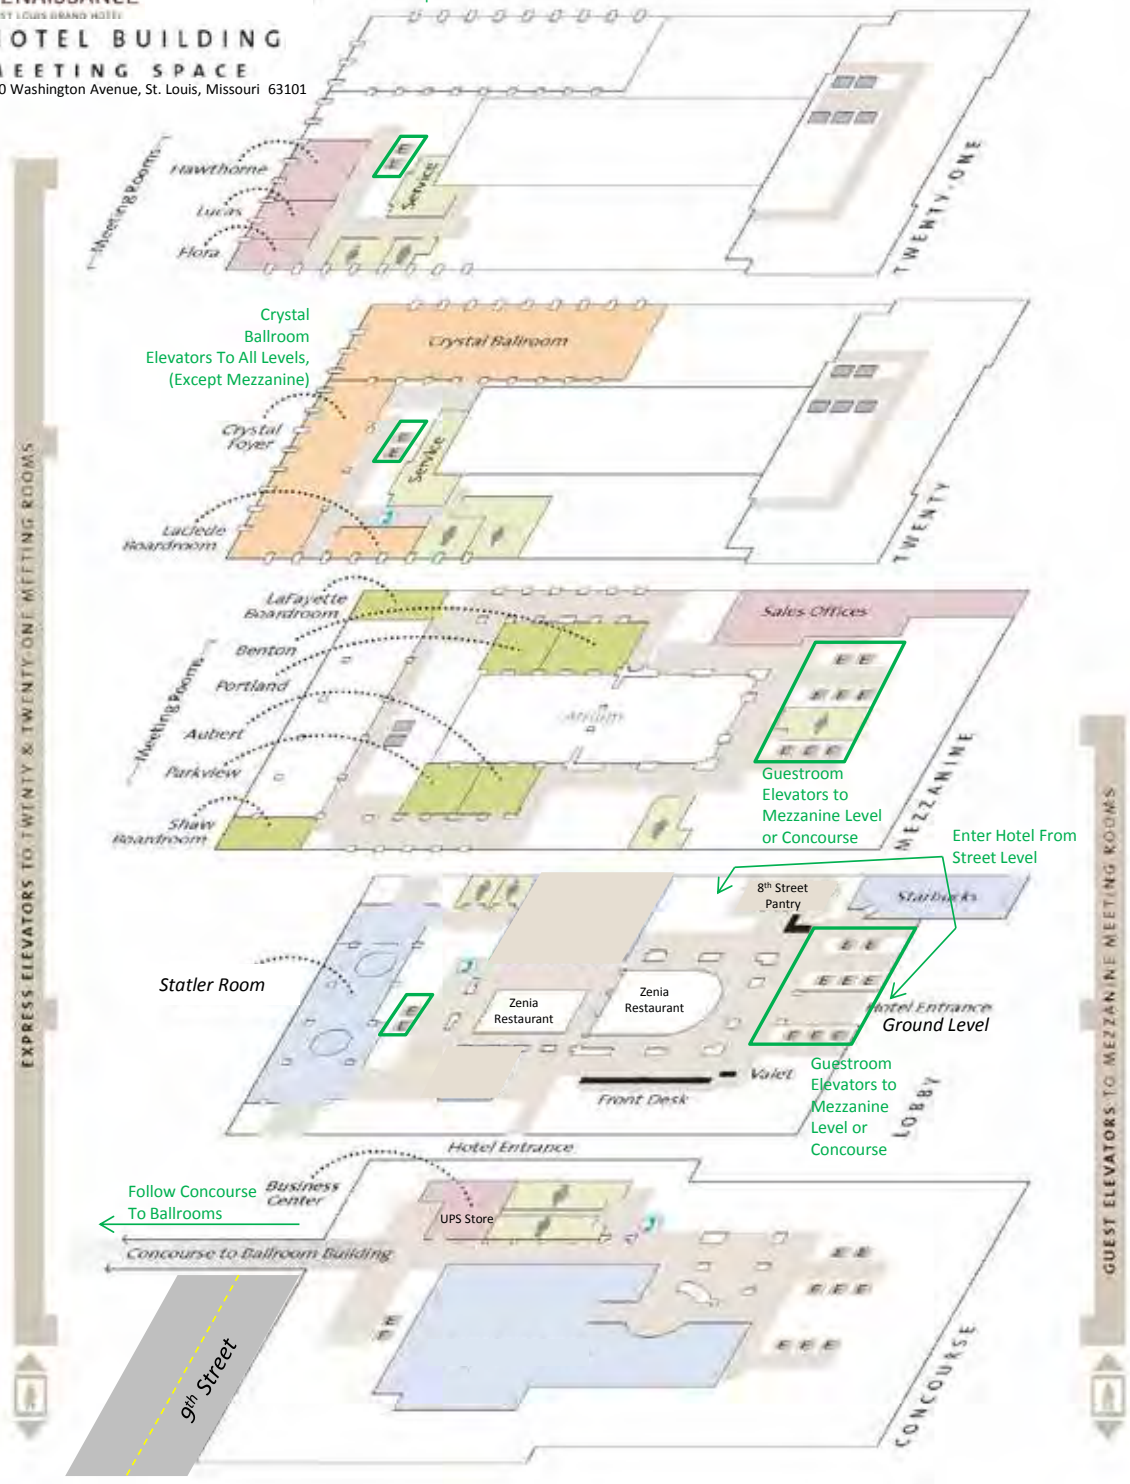 ST LOUIS GRAND HOTEL
HOTEL BUILDING
MEETING SPACE
0 Washington Avenue, St. Louis, Missouri 63101
Meeting Rooms
Hawthorne
Lucas
Flora
E E
Service
TWENTY-ONE
Crystal
Ballroom
Elevators To All Levels,
(Except Mezzanine)
Crystal Ballroom
Crystal
Foyer
E
E
Service
Laclede
Boardroom
TWENTY
EXPRESS ELEVATORS TO TWENTY & TWENTY-ONE MEETING ROOMS
Meeting Rooms
LaFayette
Boardroom
Benton
Portland
Aubert
Parkview
Shaw
Boardroom
Atrium
Sales Offices
E E
E E E
E E E
Guestroom
Elevators to
Mezzanine Level
or Concourse
MEZZANINE
GUEST ELEVATORS TO MEZZANINE MEETING ROOMS
Enter Hotel From
Street Level
8th Street
Pantry
Starbucks
Statler Room
E
E
Zenia
Restaurant
Zenia
Restaurant
E E
E E E
E E E
Hotel Entrance
Ground Level
Valet
Front Desk
Guestroom
Elevators to
Mezzanine
Level or
Concourse
LOBBY
Hotel Entrance
Business
Center
UPS Store
Follow Concourse
To Ballrooms
Concourse to Ballroom Building
E
E
E E
E E E
E E E
9th Street
CONCOURSE